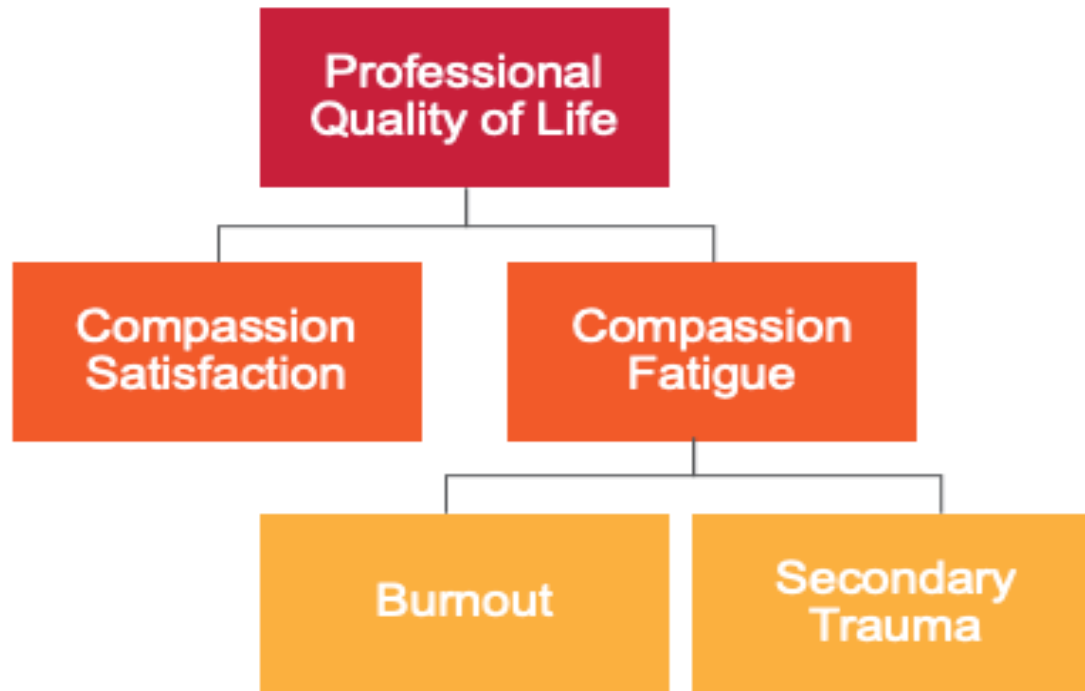 Professional
Quality of Life
Compassion
Satisfaction
Compassion
Fatigue
Burnout
Secondary
Trauma